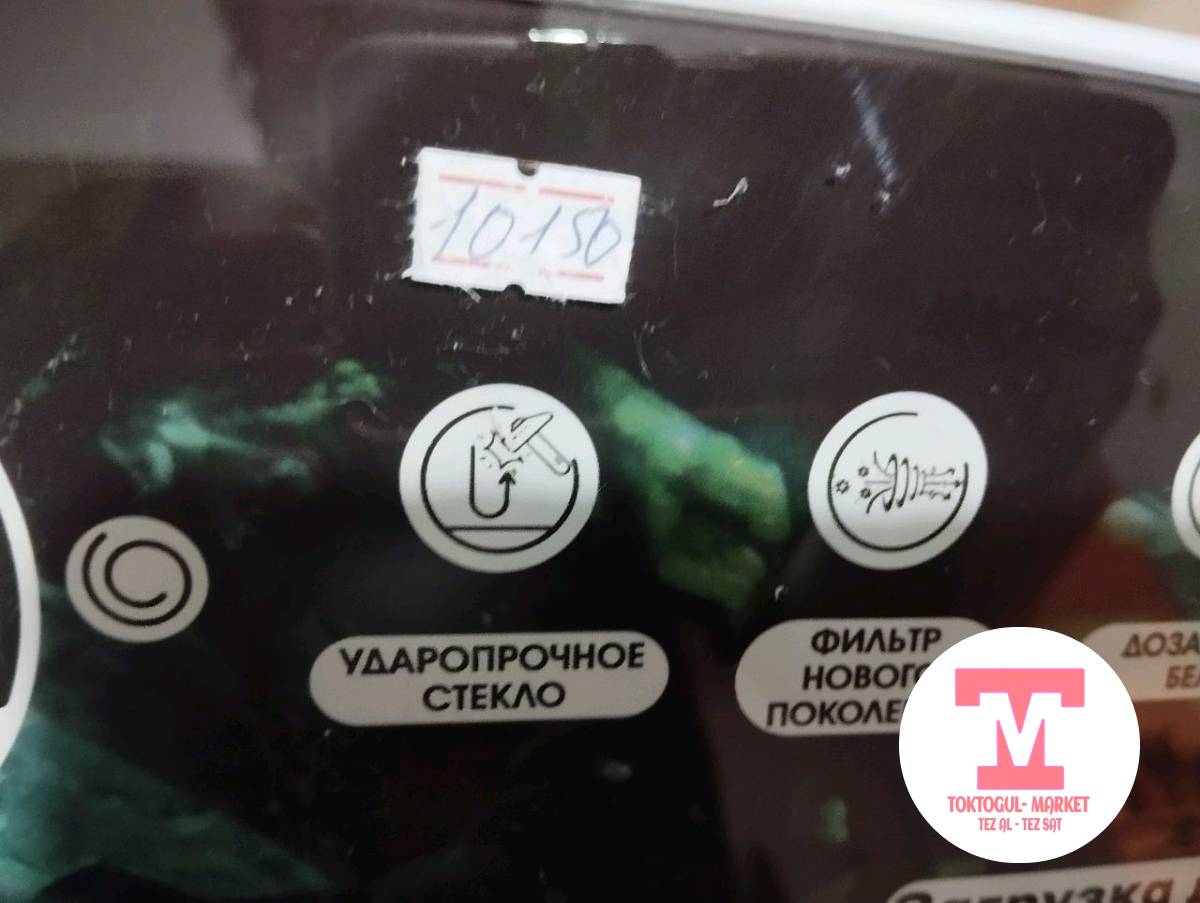 10150
УДАРОПРОЧНОЕ
СТЕКЛО
ФИЛЬТР
НОВОГО
TOKTOGUL- MARKET
TEZ AL - TEZ SAT